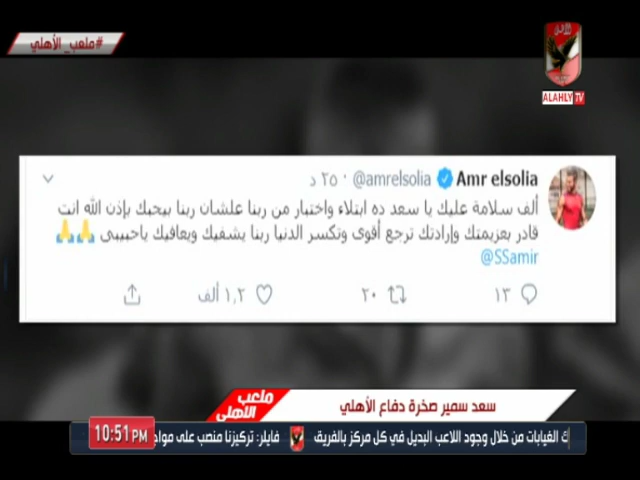 #ملعب_الأهلي
ALAHLY TV
Amr elsolia @amrelsolia · ٢٥ د
ألف سلامة عليك يا سعد ده ابتلاء واختبار من ربنا علشان ربنا بيحبك بإذن الله انت
قادر بعزيمتك وإرادتك ترجع أقوى وتكسر الدنيا ربنا يشفيك ويعافيك ياحبيبى 🙏🙏
@SSamir
١٣ ٢٠ ١,٢ ألف
ملعب الأهلي
سعد سمير صخرة دفاع الأهلي
10:51 PM
ك الغيابات من خلال وجود اللاعب البديل في كل مركز بالفريق. فايلر: تركيزنا منصب على مواج